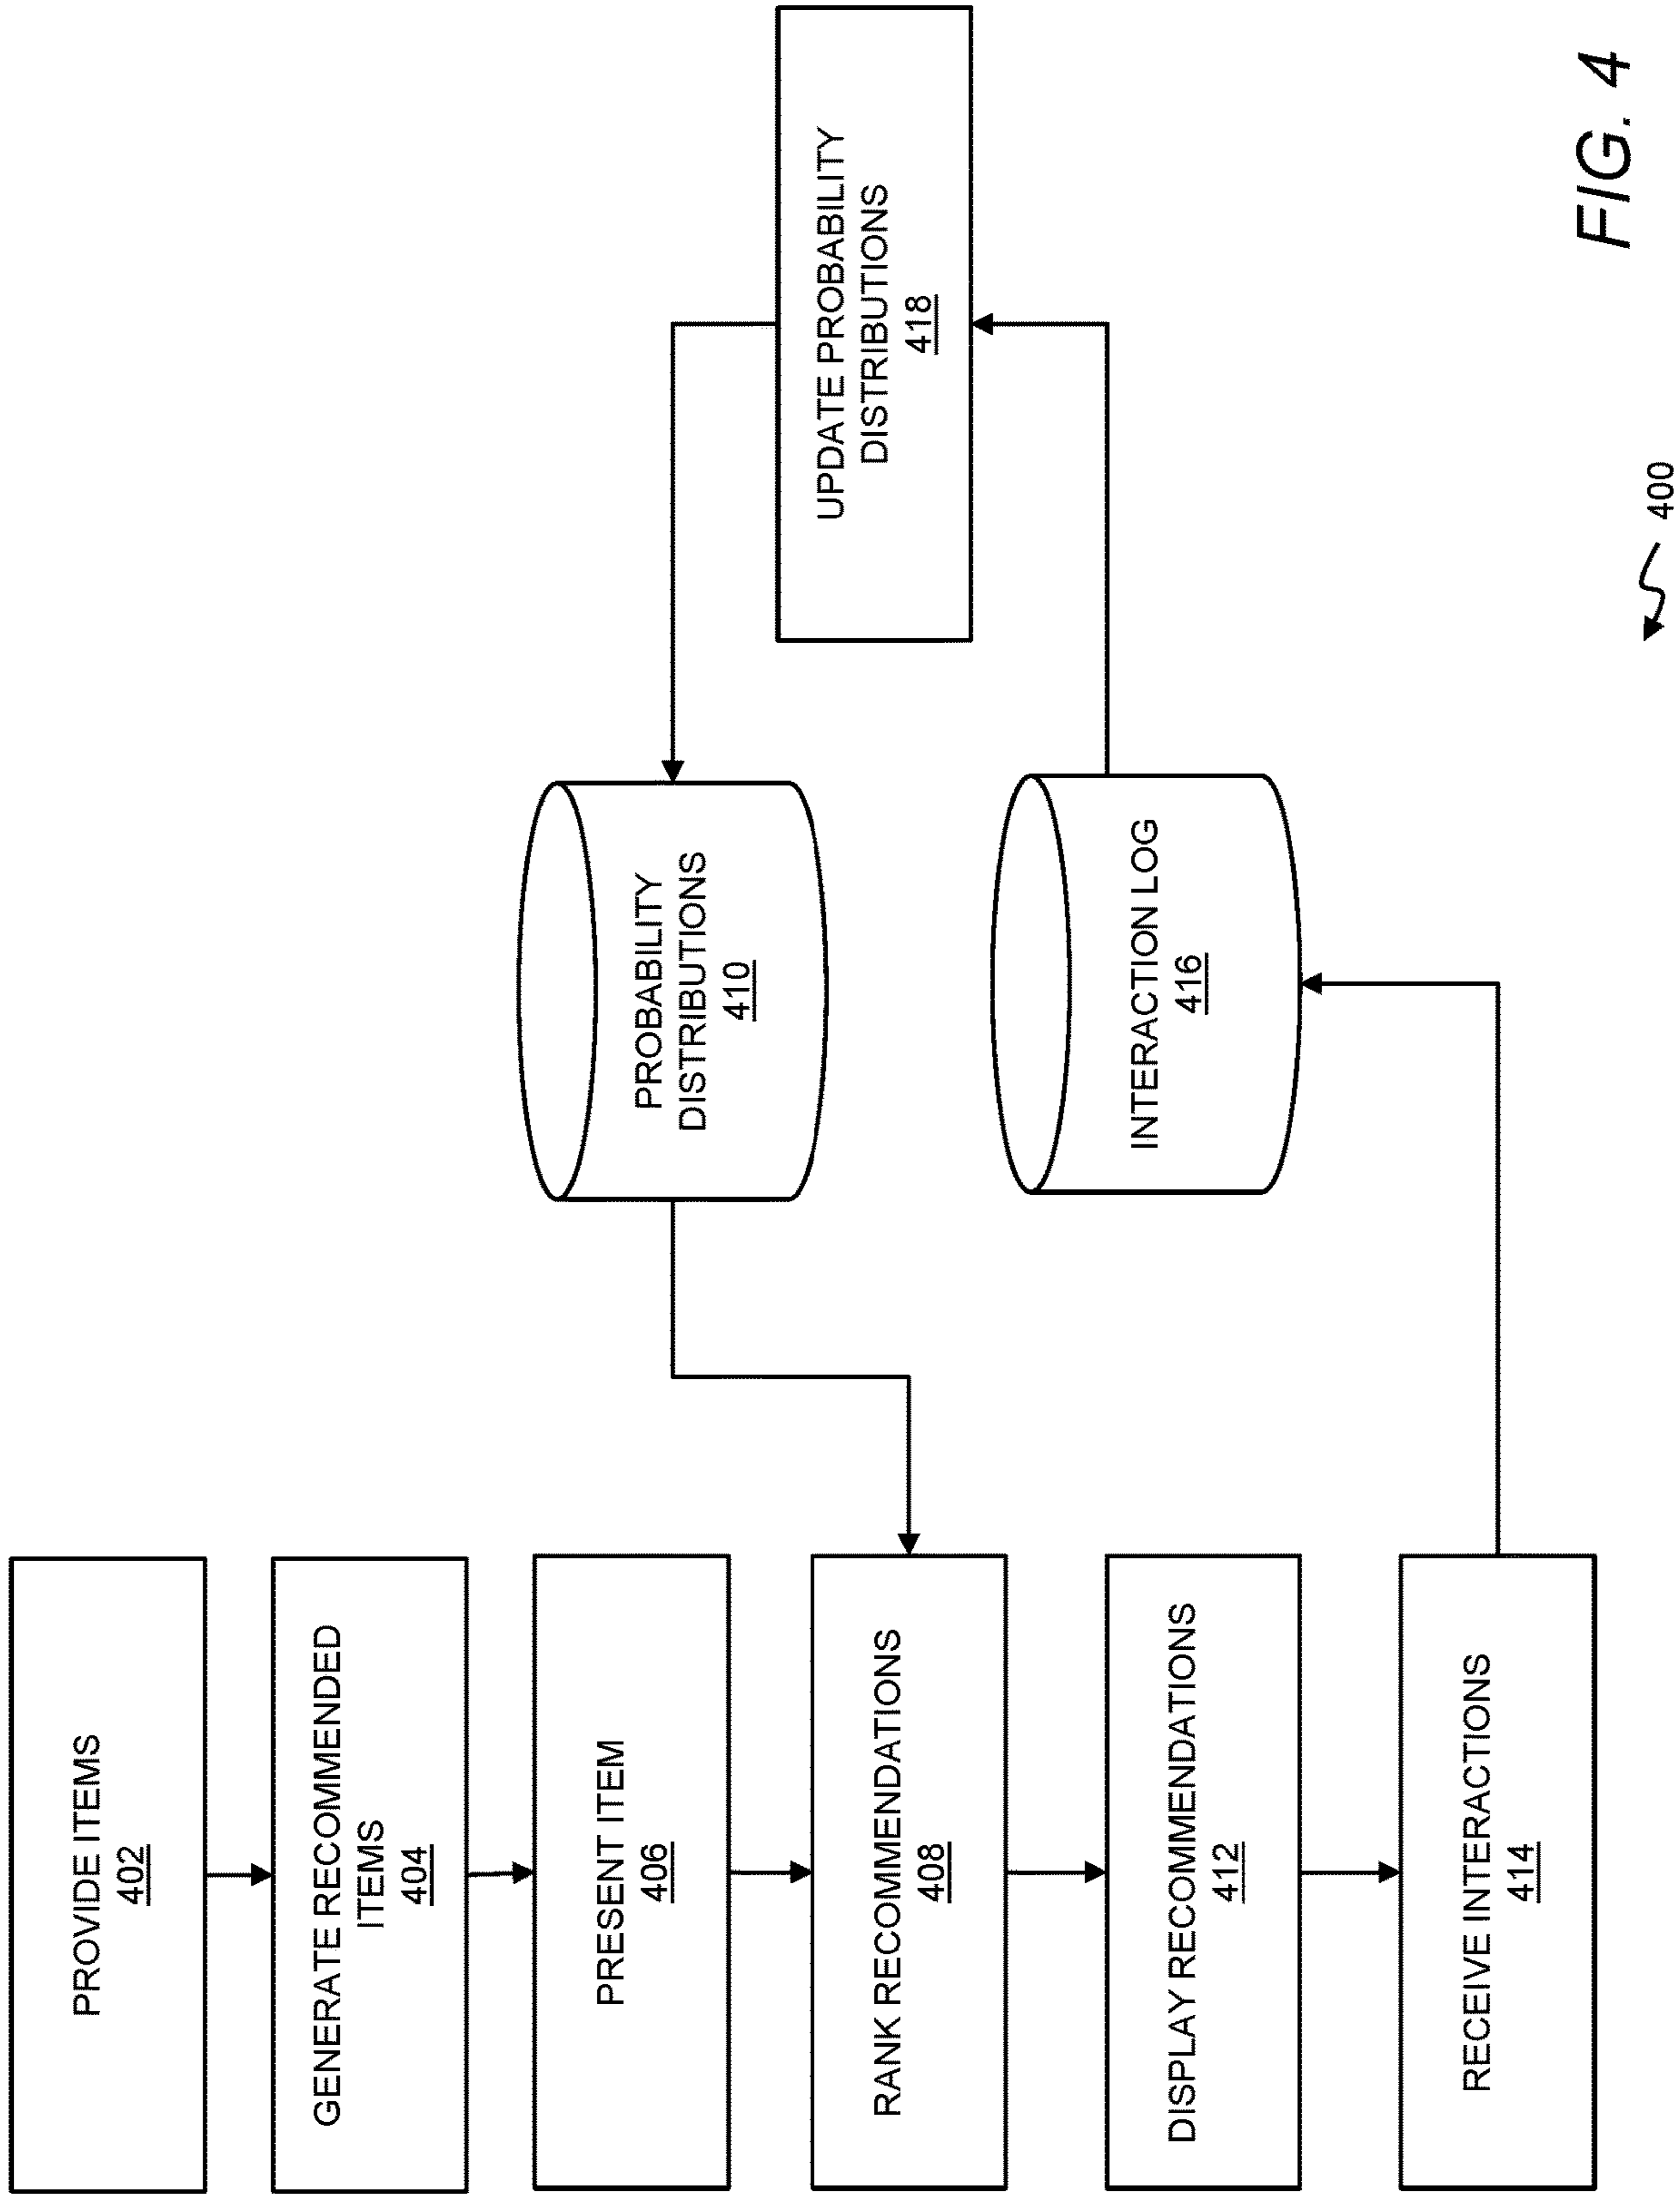 PROVIDE ITEMS
402
GENERATE RECOMMENDED
ITEMS
404
PRESENT ITEM
406
RANK RECOMMENDATIONS
408
DISPLAY RECOMMENDATIONS
412
RECEIVE INTERACTIONS
414
PROBABILITY
DISTRIBUTIONS
410
INTERACTION LOG
416
UPDATE PROBABILITY
DISTRIBUTIONS
418
400
FIG. 4